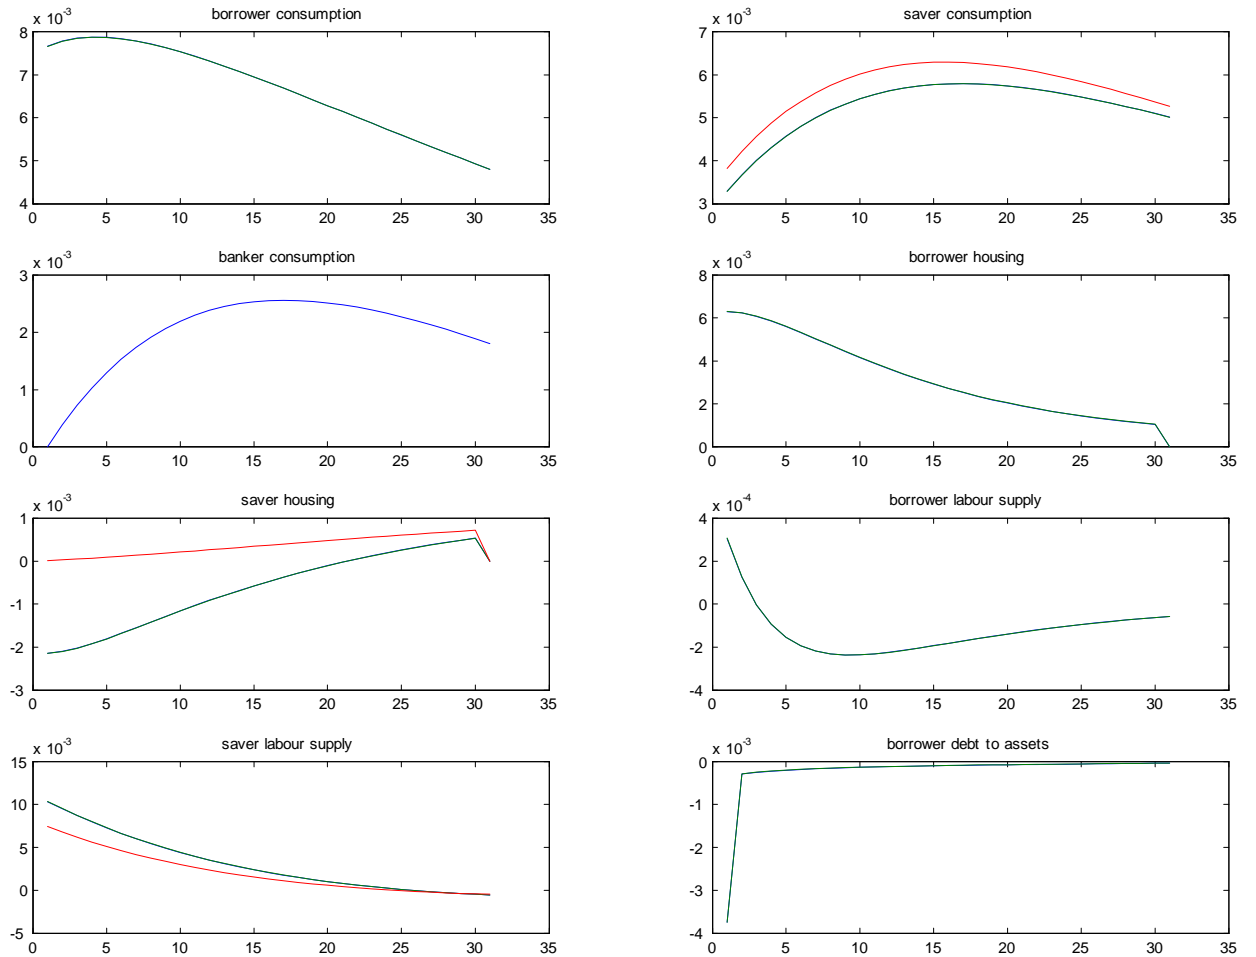 borrower consumption
x 10-3
8
7
6
5
4
0 5 10 15 20 25 30 35
saver consumption
x 10-3
7
6
5
4
3
0 5 10 15 20 25 30 35
banker consumption
x 10-3
3
2
1
0
0 5 10 15 20 25 30 35
borrower housing
x 10-3
8
6
4
2
0
0 5 10 15 20 25 30 35
saver housing
x 10-3
1
0
-1
-2
-3
0 5 10 15 20 25 30 35
borrower labour supply
x 10-4
4
2
0
-2
-4
0 5 10 15 20 25 30 35
saver labour supply
x 10-3
15
10
5
0
-5
0 5 10 15 20 25 30 35
borrower debt to assets
x 10-3
0
-1
-2
-3
-4
0 5 10 15 20 25 30 35